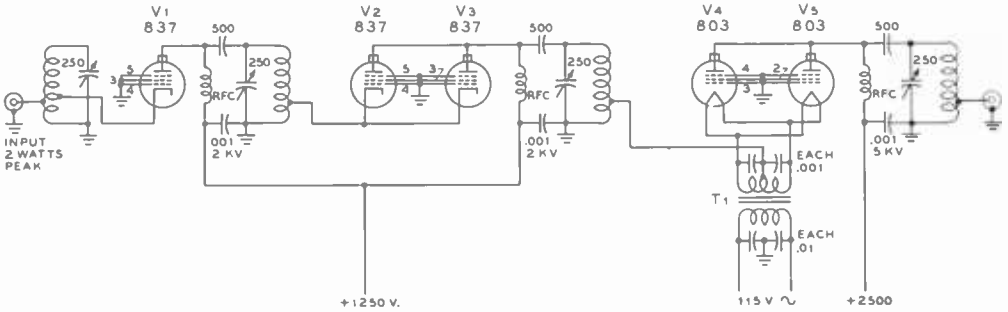 V1
837
V2
837
V3
837
V4
803
V5
803
250
3
5
4
500
250
RFC
.001
2 KV
5
4
3
7
500
250
RFC
.001
2 KV
4
3
2
7
500
250
RFC
.001
5 KV
INPUT
2 WATTS
PEAK
EACH
.001
T1
EACH
.01
+1250 V.
115 V ~
+2500